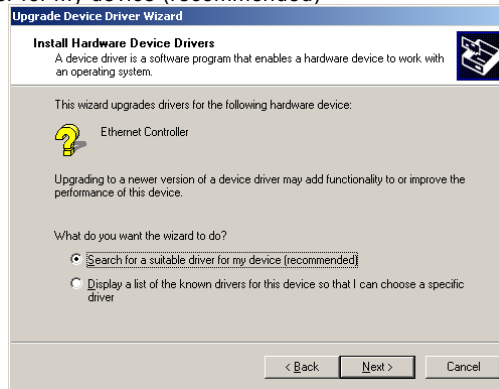 for my device (recommended)
Upgrade Device Driver Wizard
Install Hardware Device Drivers
A device driver is a software program that enables a hardware device to work with
an operating system.
This wizard upgrades drivers for the following hardware device:
Ethernet Controller
Upgrading to a newer version of a device driver may add functionality to or improve the
performance of this device.
What do you want the wizard to do?
Search for a suitable driver for my device (recommended)
Display a list of the known drivers for this device so that I can choose a specific
driver
< Back
Next >
Cancel